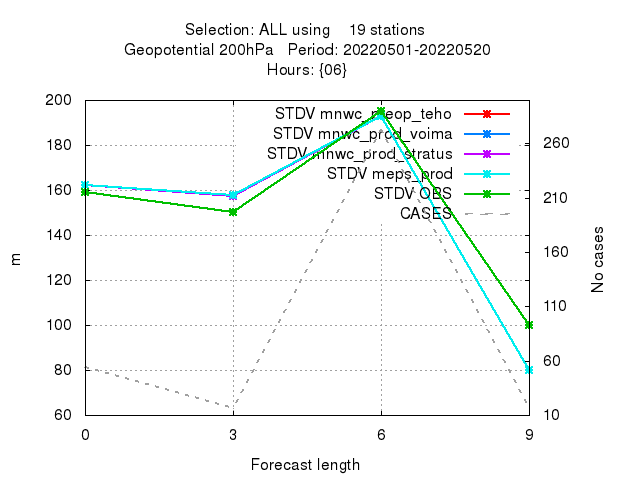 Selection: ALL using 19 stations
Geopotential 200hPa Period: 20220501-20220520
Hours: {06}
200
180
160
140
120
100
80
60
m
STDV mnwc_preop_teho
STDV mnwc_prod_voima
STDV mnwc_prod_stratus
STDV meps_prod
STDV OBS
CASES
260
210
160
110
60
10
No cases
0 3 6 9
Forecast length